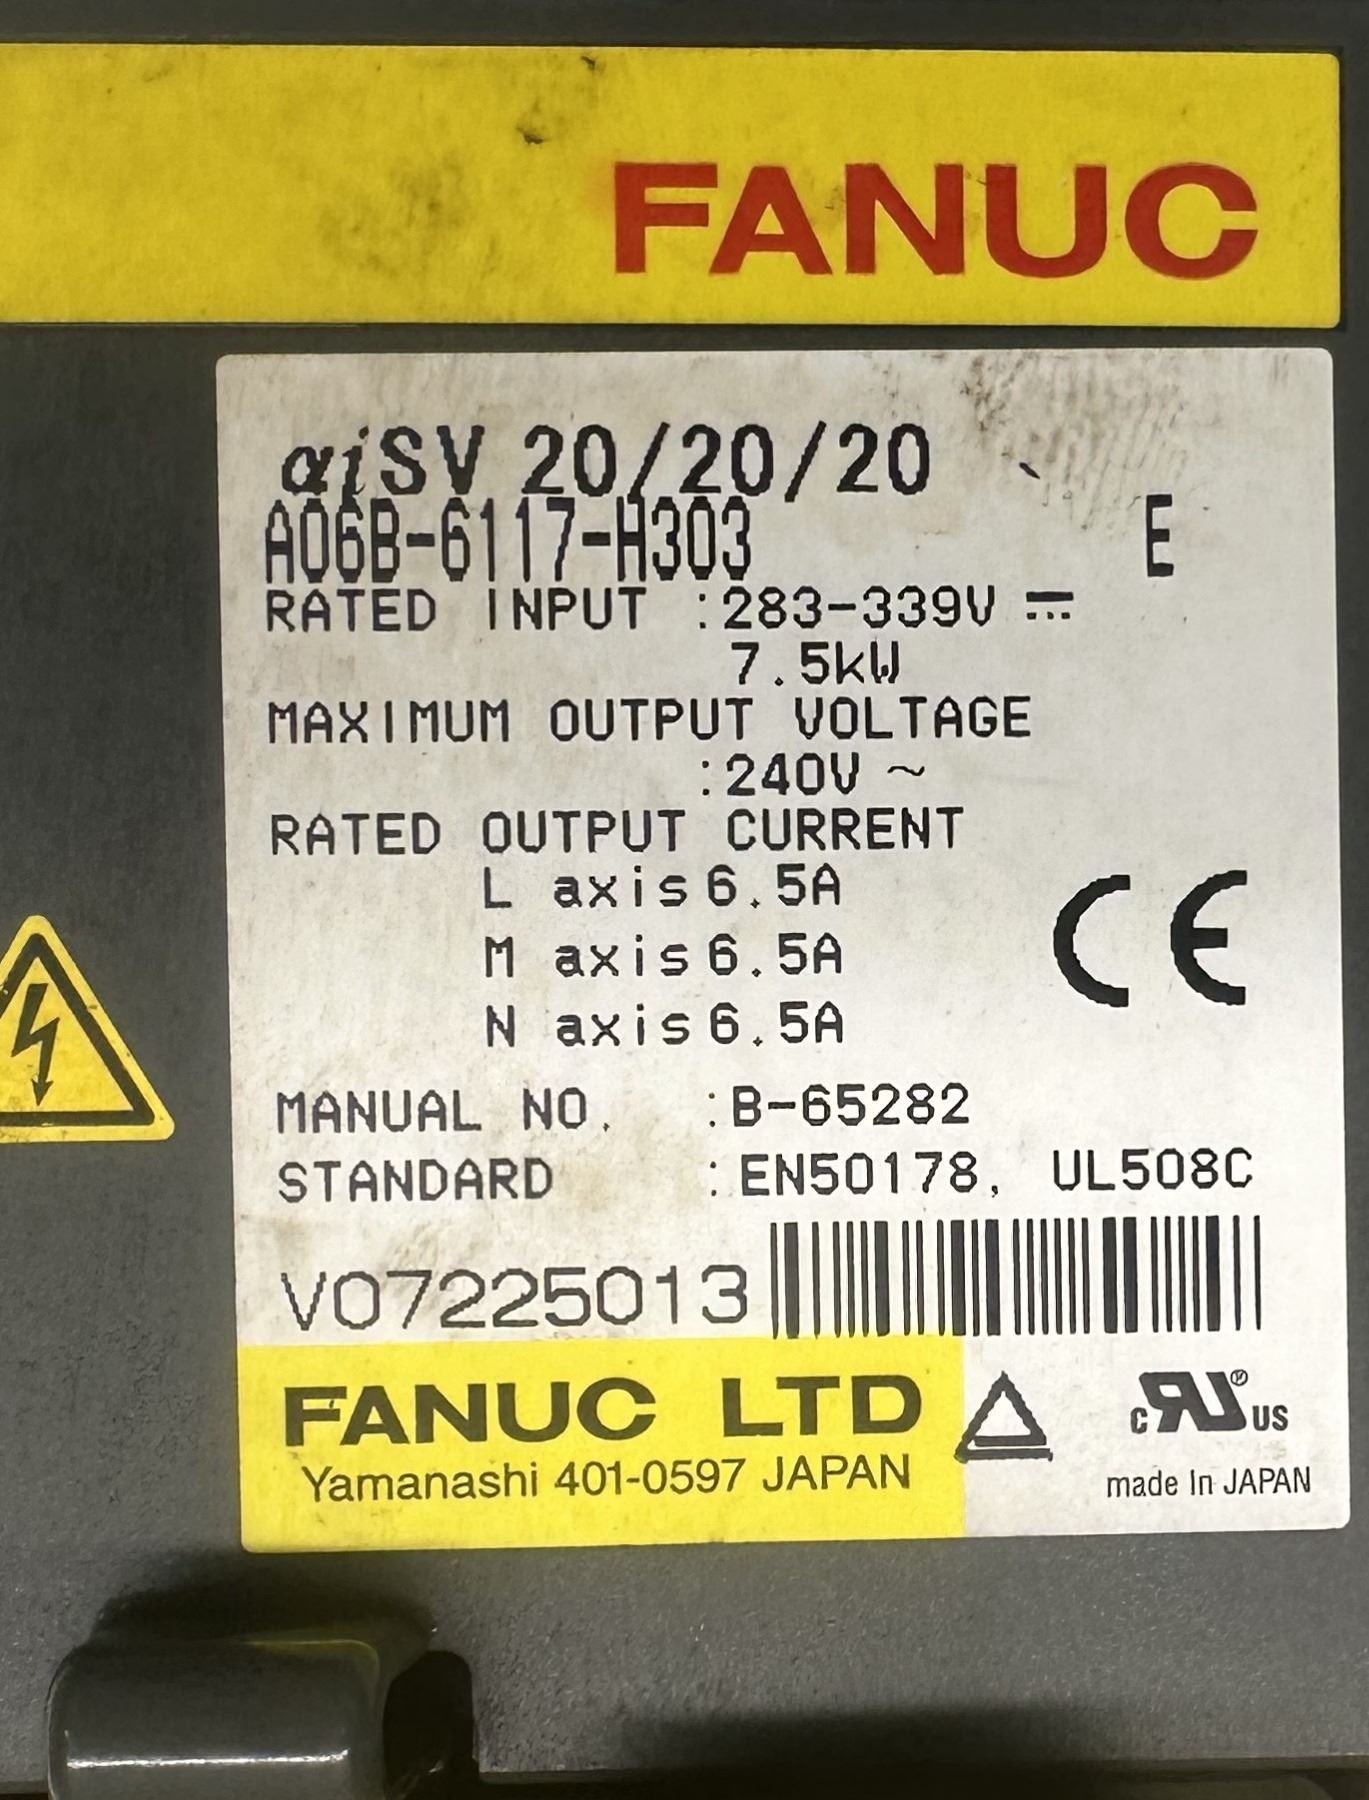 FANUC
αiSV 20/20/20
A06B-6117-H303 E
RATED INPUT :283-339V ⎓
7.5kW
MAXIMUM OUTPUT VOLTAGE
:240V ~
RATED OUTPUT CURRENT
L axis 6.5A
M axis 6.5A
N axis 6.5A
CE
MANUAL NO. :B-65282
STANDARD :EN50178, UL508C
V07225013
FANUC LTD
Yamanashi 401-0597 JAPAN
c RU ® US
made In JAPAN